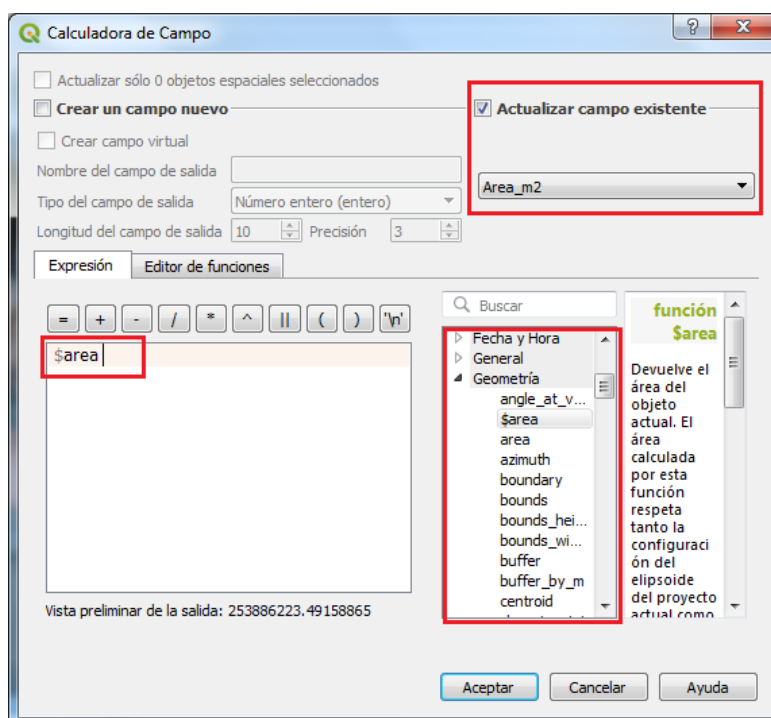 Calculadora de Campo
Actualizar sólo 0 objetos espaciales seleccionados
Crear un campo nuevo
Actualizar campo existente
Crear campo virtual
Nombre del campo de salida
Area_m2
Tipo del campo de salida Número entero (entero)
Longitud del campo de salida 10 Precisión 3
Expresión Editor de funciones
= + - / * ^ || ( ) '\n'
$area
Vista preliminar de la salida: 253886223.49158865
Buscar
Fecha y Hora
General
Geometría
angle_at_v...
$area
area
azimuth
boundary
bounds
bounds_hei...
bounds_wi...
buffer
buffer_by_m
centroid
función
$area
Devuelve el
área del
objeto
actual. El
área
calculada
por esta
función
respeta
tanto la
configuraci
ón del
elipsoide
del proyecto
actual como
Aceptar Cancelar Ayuda